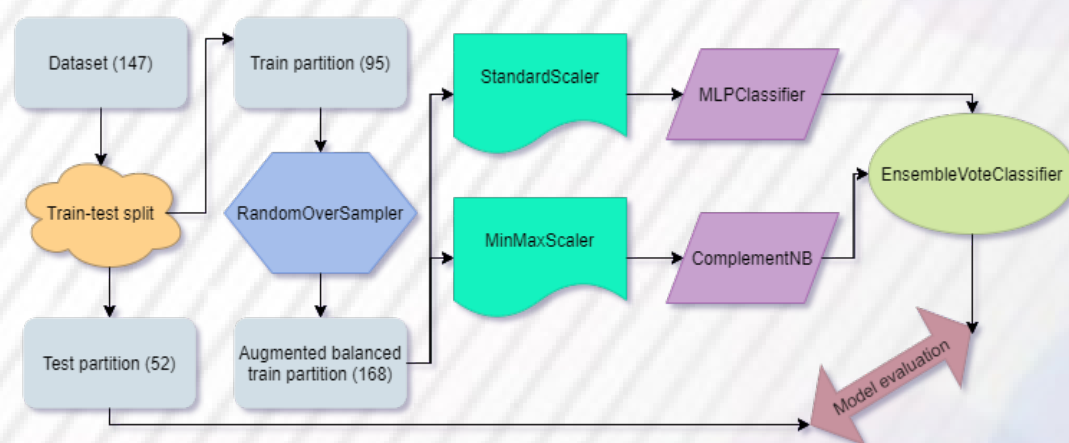 Dataset (147)
Train partition (95)
StandardScaler
MLPClassifier
EnsembleVoteClassifier
Train-test split
RandomOverSampler
MinMaxScaler
ComplementNB
Test partition (52)
Augmented balanced
train partition (168)
Model evaluation